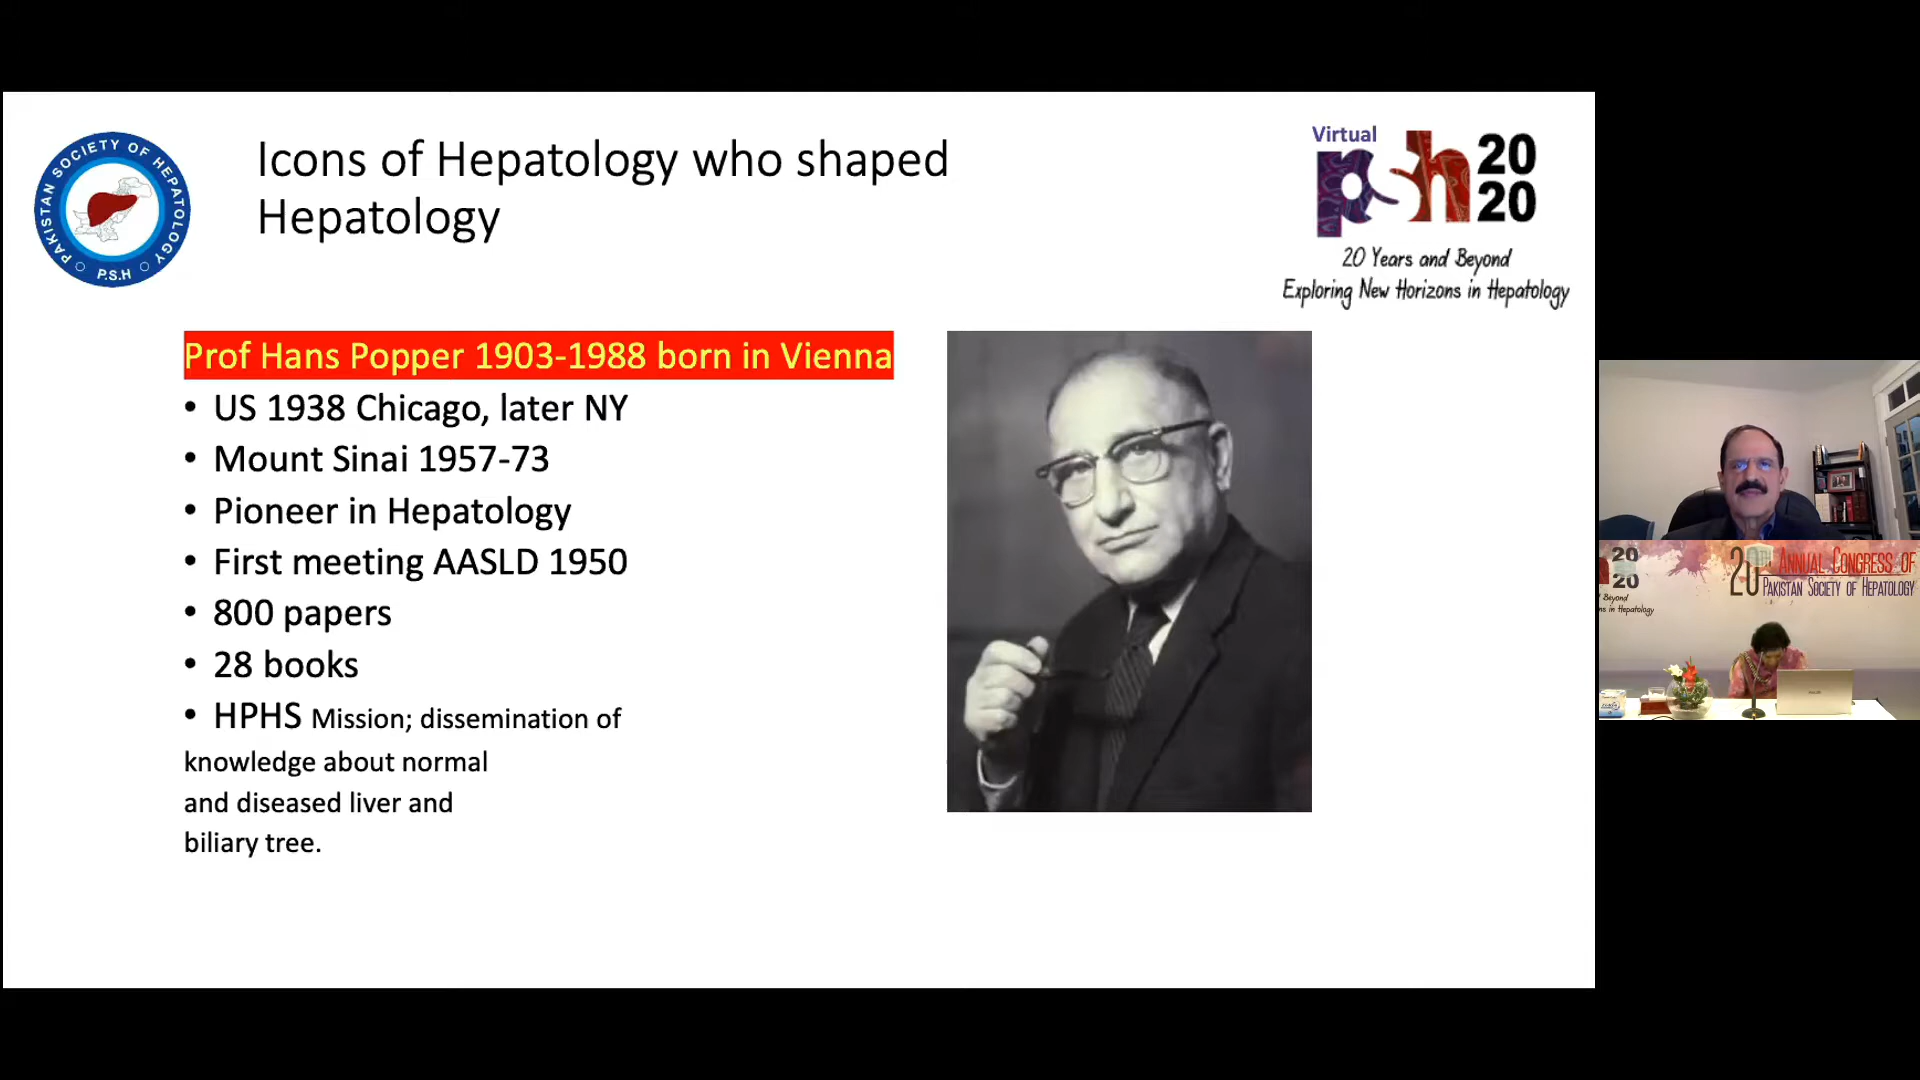 PAKISTAN SOCIETY OF HEPATOLOGY
P.S.H
Icons of Hepatology who shaped
Hepatology
Virtual
psh 20
20
20 Years and Beyond
Exploring New Horizons in Hepatology
Prof Hans Popper 1903-1988 born in Vienna
• US 1938 Chicago, later NY
• Mount Sinai 1957-73
• Pioneer in Hepatology
• First meeting AASLD 1950
• 800 papers
• 28 books
• HPHS Mission; dissemination of
knowledge about normal
and diseased liver and
biliary tree.
20
20
Beyond
ns in Hepatology
20TH ANNUAL CONGRESS OF
PAKISTAN SOCIETY OF HEPATOLOGY